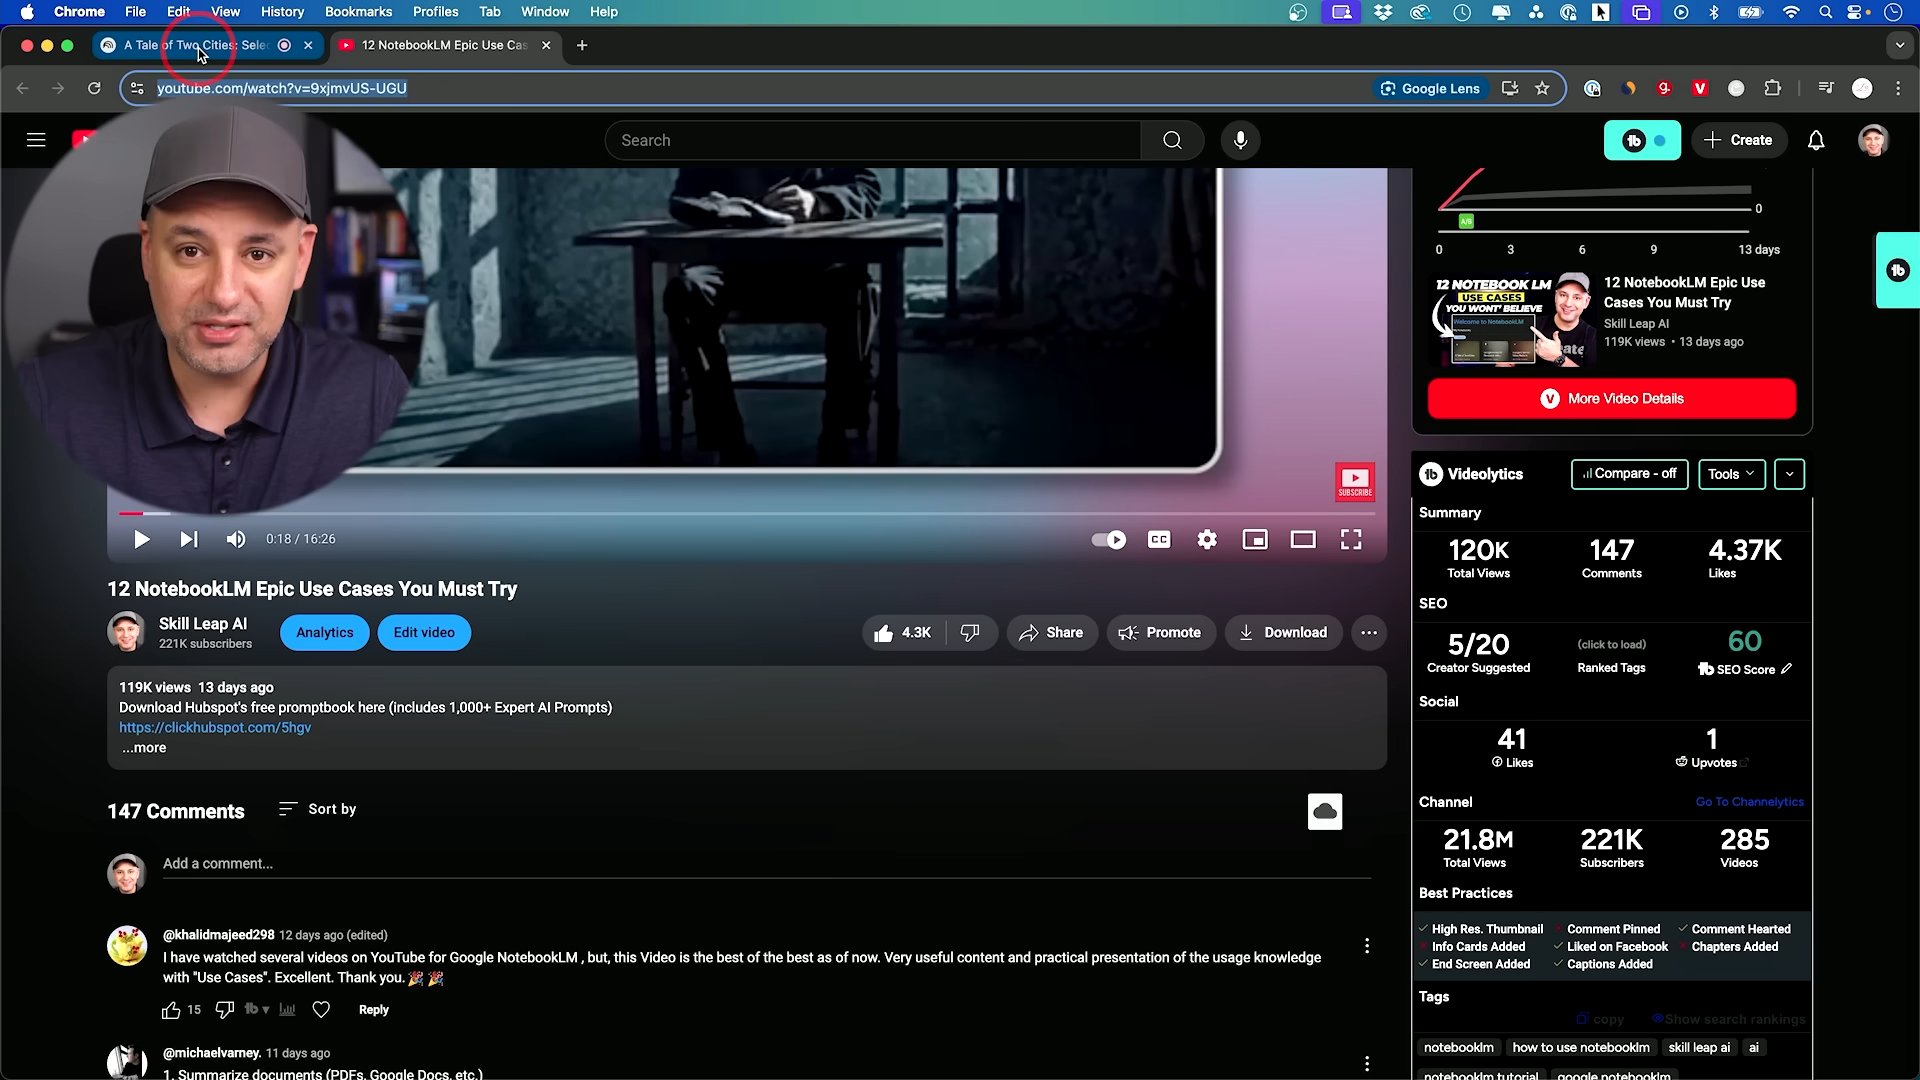 Chrome File Edit View History Bookmarks Profiles Tab Window Help
A Tale of Two Cities: Sele
12 NotebookLM Epic Use Cas
youtube.com/watch?v=9xjmvUS-UGU
Google Lens
Search
Create
0
A/B
0 3 6 9 13 days
12 NOTEBOOK LM
USE CASES
YOU WONT' BELIEVE
Welcome to NotebookLM
12 NotebookLM Epic Use
Cases You Must Try
Skill Leap AI
119K views • 13 days ago
More Video Details
SUBSCRIBE
0:18 / 16:26
12 NotebookLM Epic Use Cases You Must Try
Skill Leap AI
221K subscribers
Analytics
Edit video
4.3K
Share
Promote
Download
119K views 13 days ago
Download Hubspot's free promptbook here (includes 1,000+ Expert AI Prompts)
https://clickhubspot.com/5hgv
...more
147 Comments
Sort by
Add a comment...
@khalidmajeed298 12 days ago (edited)
I have watched several videos on YouTube for Google NotebookLM , but, this Video is the best of the best as of now. Very useful content and practical presentation of the usage knowledge
with "Use Cases". Excellent. Thank you. 🎉 🎉
15
Reply
@michaelvarney. 11 days ago
1. Summarize documents (PDFs, Google Docs, etc.)
Videolytics
Compare - off
Tools
Summary
120K 147 4.37K
Total Views Comments Likes
SEO
5/20 (click to load) 60
Creator Suggested Ranked Tags SEO Score
Social
41 1
Likes Upvotes
Channel Go To Channelytics
21.8M 221K 285
Total Views Subscribers Videos
Best Practices
High Res. Thumbnail Comment Pinned Comment Hearted
Info Cards Added Liked on Facebook Chapters Added
End Screen Added Captions Added
Tags
copy Show search rankings
notebooklm how to use notebooklm skill leap ai ai
notebooklm tutorial google notebooklm